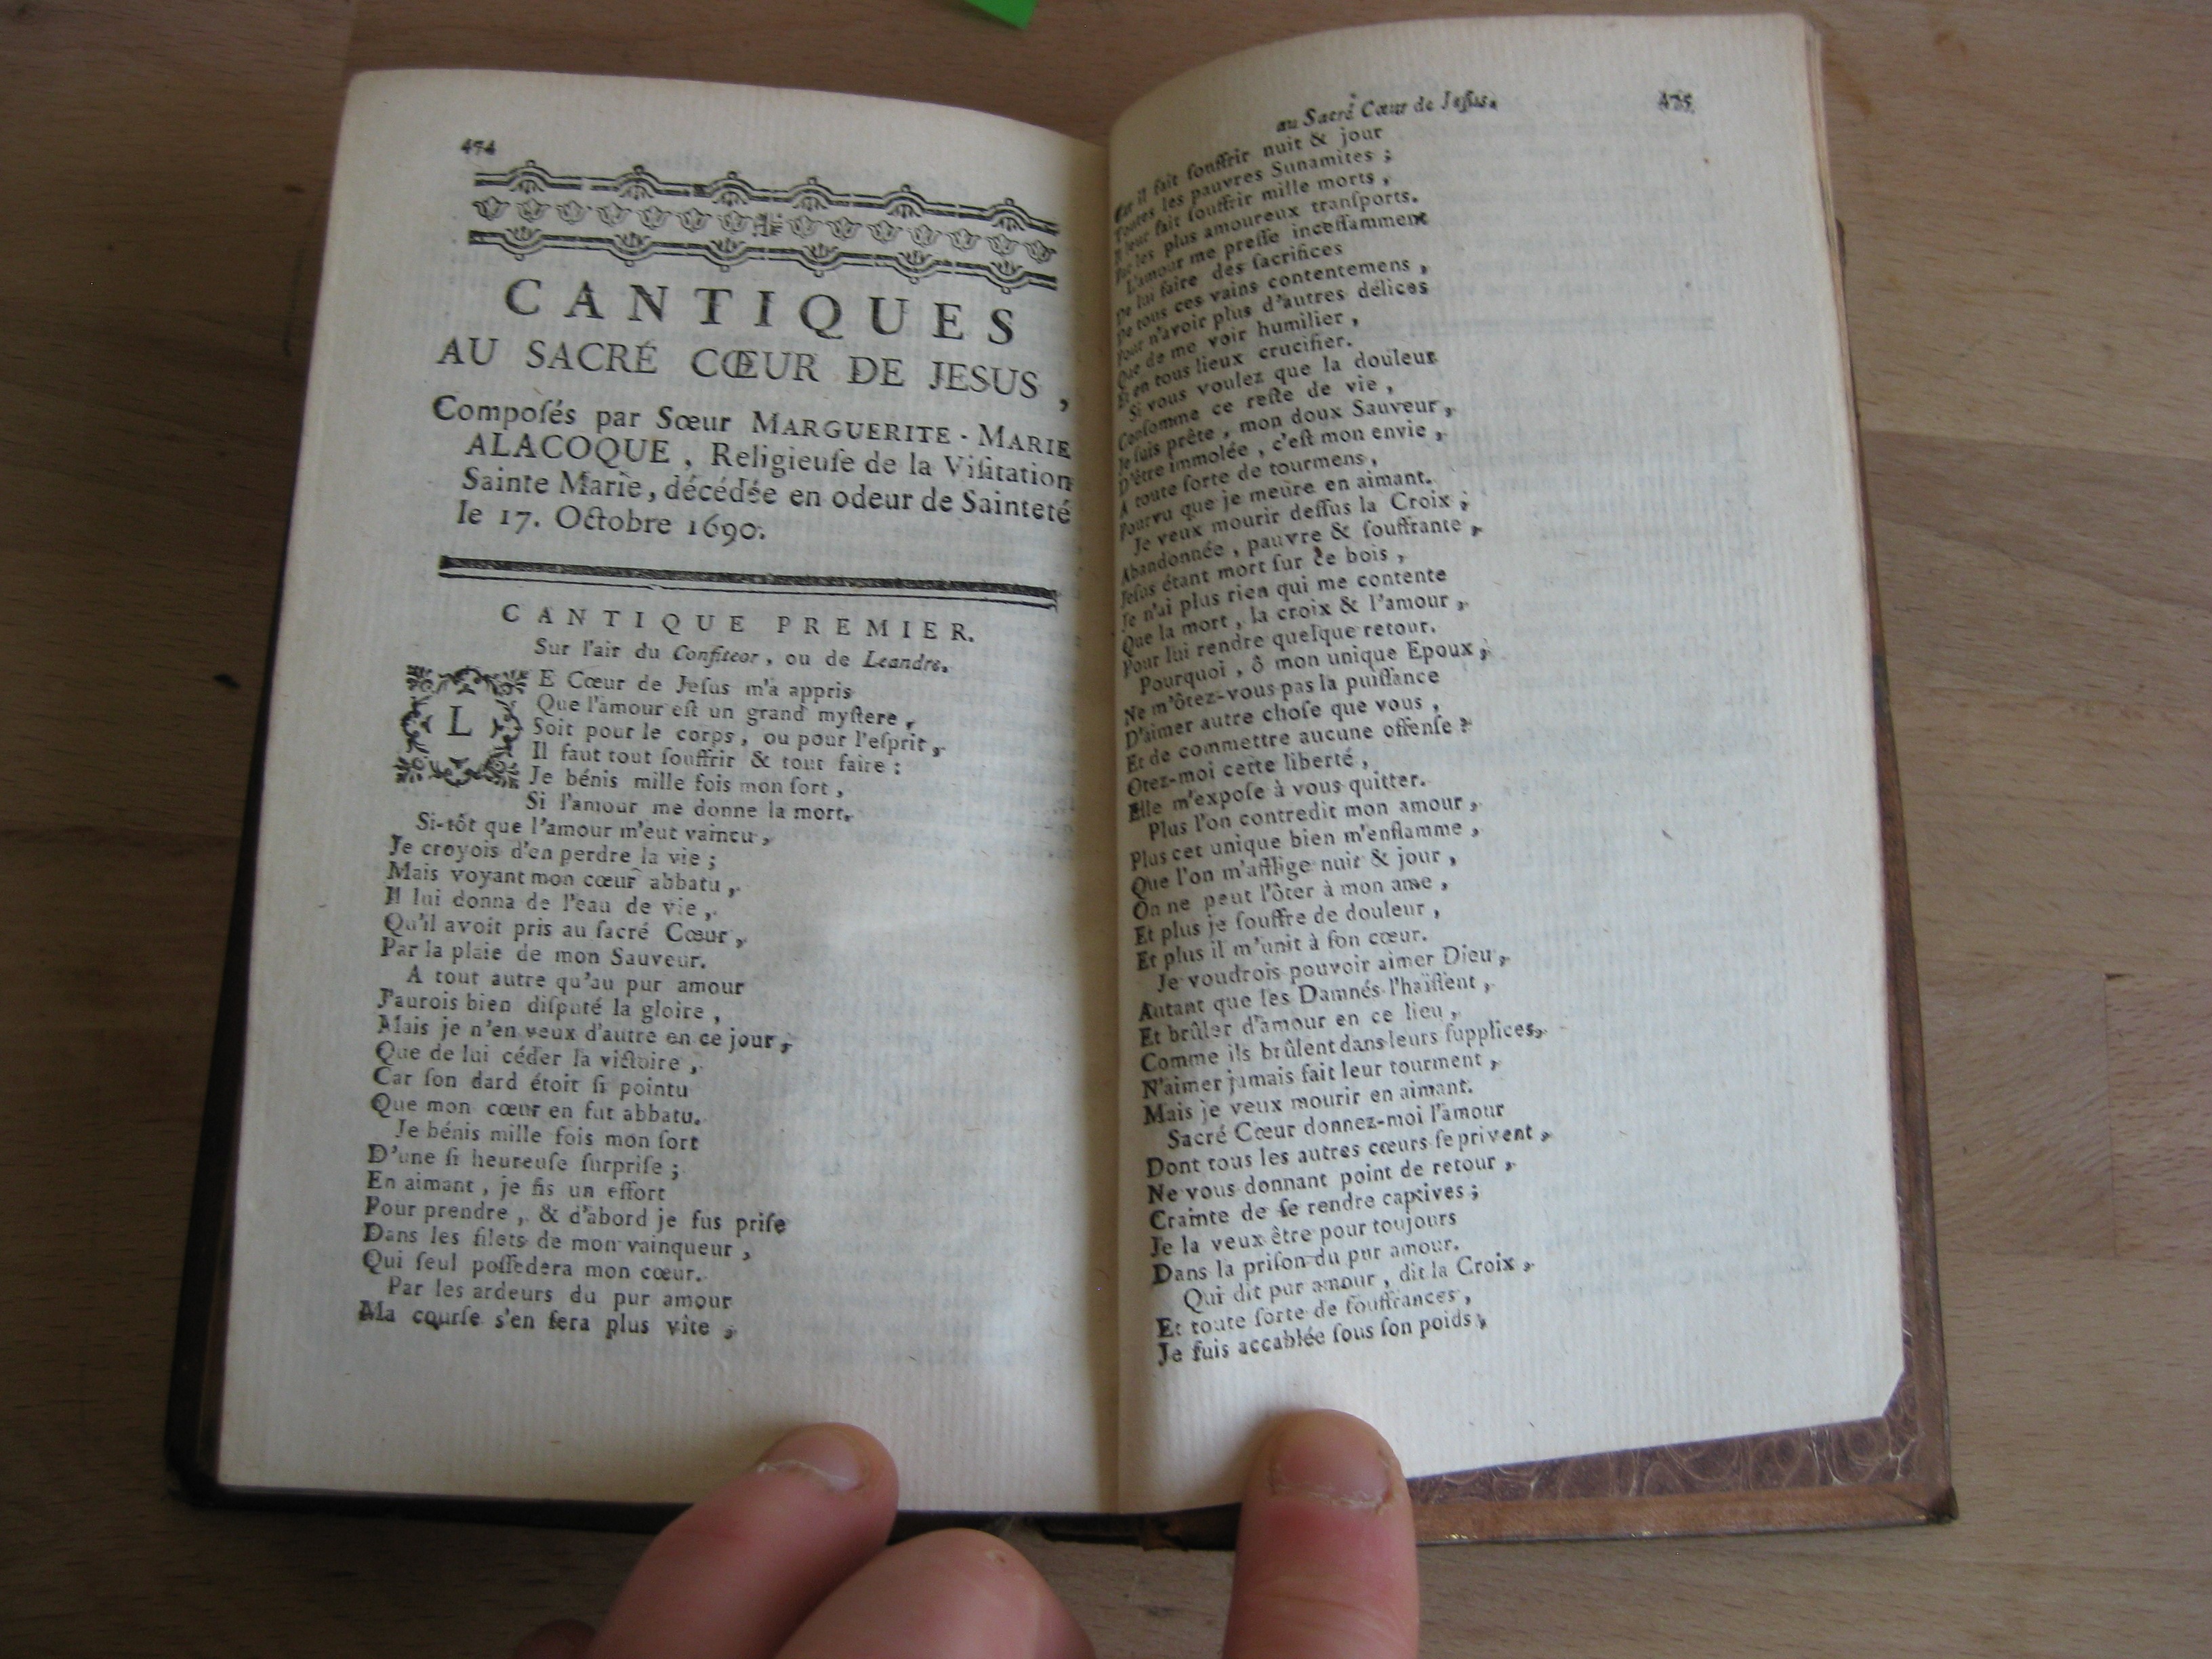 474
CANTIQUES
AU SACRÉ CŒUR DE JESUS,
Compoſés par Sœur MARGUERITE-MARIE
ALACOQUE, Religieuſe de la Viſitation
Sainte Marie, décédée en odeur de Sainteté
le 17. Octobre 1690.
CANTIQUE PREMIER.
Sur l'air du Confiteor, ou de Leandre.
LE Cœur de Jeſus m'a appris
Que l'amour eſt un grand myſtere,
Soit pour le corps, ou pour l'eſprit,
Il faut tout ſouffrir & tout faire:
Je bénis mille fois mon ſort,
Si l'amour me donne la mort.
Si-tôt que l'amour m'eut vaincu,
Je croyois d'en perdre la vie;
Mais voyant mon cœur abbatu,
Il lui donna de l'eau de vie,
Qu'il avoit pris au ſacré Cœur,
Par la plaie de mon Sauveur.
A tout autre qu'au pur amour
J'aurois bien diſputé la gloire,
Mais je n'en veux d'autre en ce jour,
Que de lui céder la victoire,
Car ſon dard étoit ſi pointu
Que mon cœur en fut abbatu.
Je bénis mille fois mon ſort
D'une ſi heureuſe ſurpriſe;
En aimant, je fis un effort
Pour prendre, & d'abord je fus priſe
Dans les filets de mon vainqueur,
Qui ſeul poſſedera mon cœur.
Par les ardeurs du pur amour
Ma courſe s'en fera plus vite,
au Sacré Cœur de Jeſus. 475
Car il fait ſouffrir nuit & jour
Toutes les pauvres Sunamites;
Il leur fait ſouffrir mille morts,
Par les plus amoureux tranſports.
L'amour me preſſe inceſſamment
De lui faire des ſacrifices
De tous ces vains contentemens,
Pour n'avoir plus d'autres délices
Que de me voir humilier,
Et en tous lieux crucifier.
Si vous voulez que la douleur
Conſomme ce reſte de vie,
Je ſuis prête, mon doux Sauveur,
D'être immolée, c'eſt mon envie,
A toute ſorte de tourmens,
Pourvu que je meure en aimant.
Je veux mourir deſſus la Croix;
Abandonnée, pauvre & ſouffrante,
Jeſus étant mort ſur ce bois,
Je n'ai plus rien qui me contente
Que la mort, la croix & l'amour,
Pour lui rendre quelque retour.
Pourquoi, ô mon unique Epoux;
Ne m'ôtez-vous pas la puiſſance
D'aimer autre choſe que vous,
Et de commettre aucune offenſe?
Otez-moi cette liberté,
Elle m'expoſe à vous quitter.
Plus l'on contredit mon amour,
Plus cet unique bien m'enflamme,
Que l'on m'afflige nuit & jour,
On ne peut l'ôter à mon ame,
Et plus je ſouffre de douleur,
Et plus il m'unit à ſon cœur.
Je voudrois pouvoir aimer Dieu,
Autant que les Damnés l'haïſſent,
Et brûler d'amour en ce lieu,
Comme ils brûlent dans leurs ſupplices,
N'aimer jamais fait leur tourment,
Mais je veux mourir en aimant.
Sacré Cœur donnez-moi l'amour
Dont tous les autres cœurs ſe privent,
Ne vous donnant point de retour,
Crainte de ſe rendre captives;
Je la veux être pour toujours
Dans la priſon du pur amour.
Qui dit pur amour, dit la Croix,
Et toute ſorte de ſouffrances,
Je ſuis accablée ſous ſon poids,